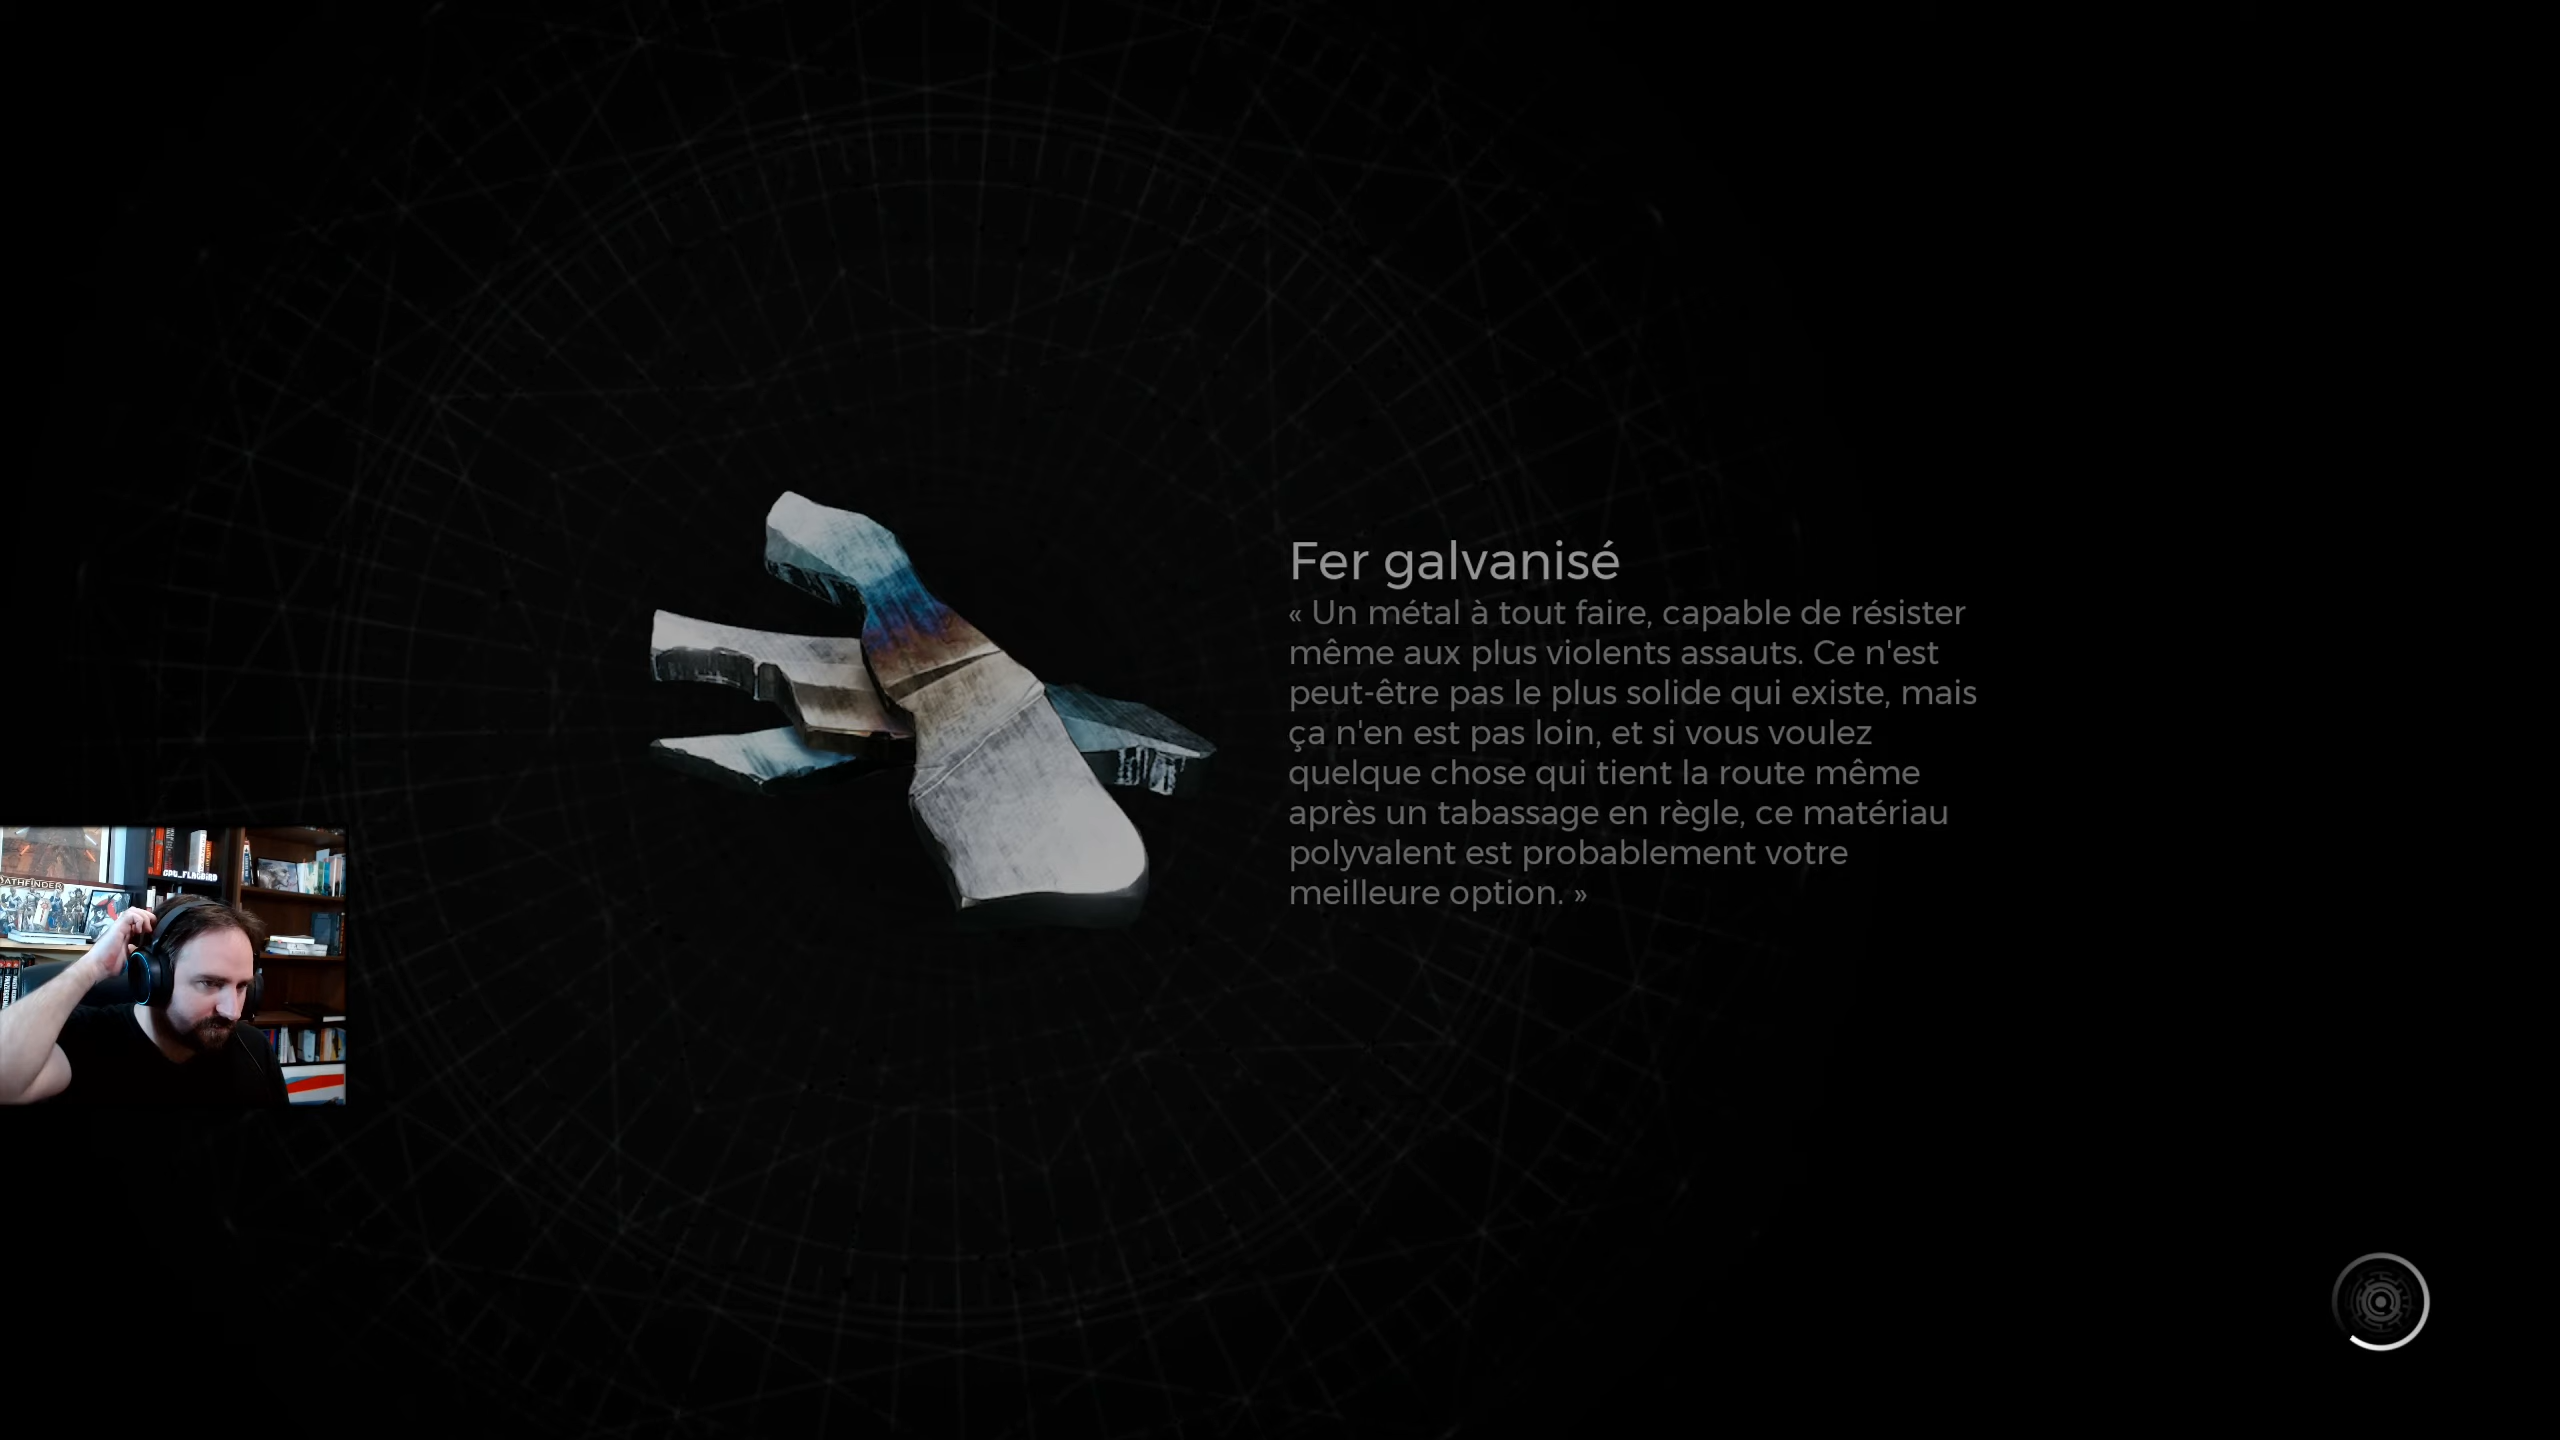 Fer galvanisé
« Un métal à tout faire, capable de résister
même aux plus violents assauts. Ce n'est
peut-être pas le plus solide qui existe, mais
ça n'en est pas loin, et si vous voulez
quelque chose qui tient la route même
après un tabassage en règle, ce matériau
polyvalent est probablement votre
meilleure option. »
PATHFINDER